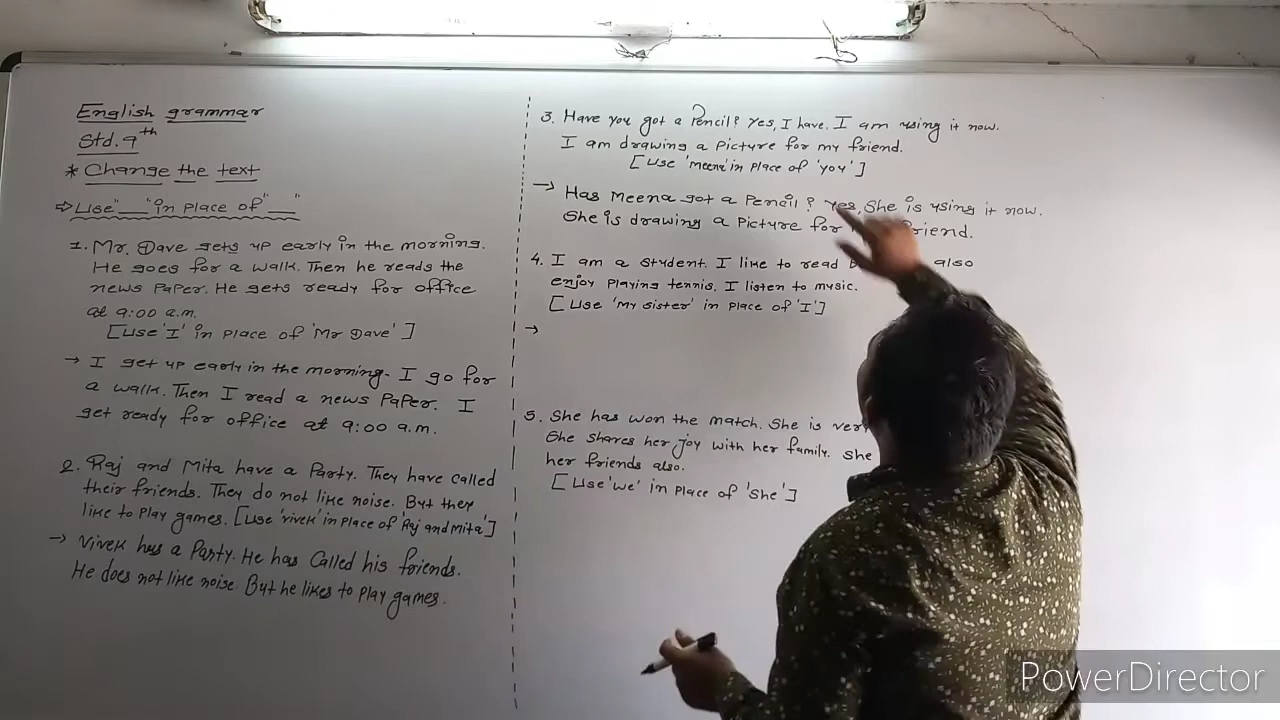 English grammar
Std. 9th
* Change the text
⇒ Use "___" in place of "___"
1. Mr. Dave gets up early in the morning.
He goes for a walk. Then he reads the
news paper. He gets ready for office
at 9:00 a.m.
[Use 'I' in place of 'Mr Dave']
→ I get up early in the morning. I go for
a walk. Then I read a news paper. I
get ready for office at 9:00 a.m.
2. Raj and Mita have a party. They have called
their friends. They do not like noise. But they
like to play games. [Use 'vivek' in place of 'Raj and Mita']
→ Vivek has a Party. He has called his friends.
He does not like noise. But he likes to play games.
3. Have you got a pencil? Yes, I have. I am using it now.
I am drawing a picture for my friend.
[Use 'meena' in place of 'you']
→ Has Meena got a pencil? Yes, She is using it now.
She is drawing a picture for friend.
4. I am a student. I like to read also
enjoy playing tennis. I listen to music.
[Use 'My sister' in place of 'I']
→
5. She has won the match. She is very
She shares her joy with her family. She
her friends also.
[Use 'we' in place of 'she']
PowerDirector